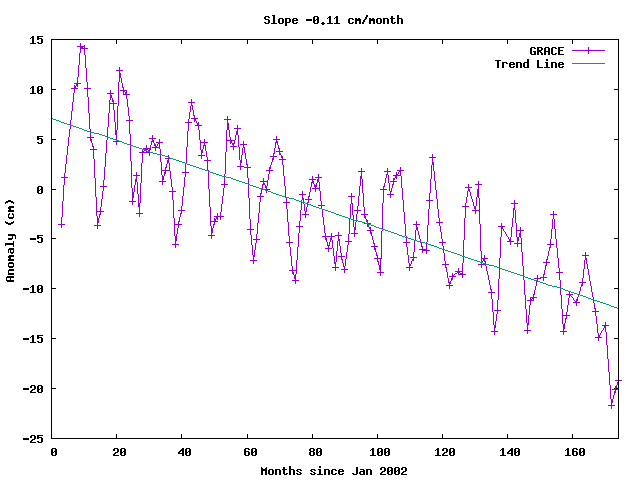 Slope -0.11 cm/month
GRACE
Trend Line
15
10
5
0
-5
-10
-15
-20
-25
Anomaly (cm)
0 20 40 60 80 100 120 140 160
Months since Jan 2002